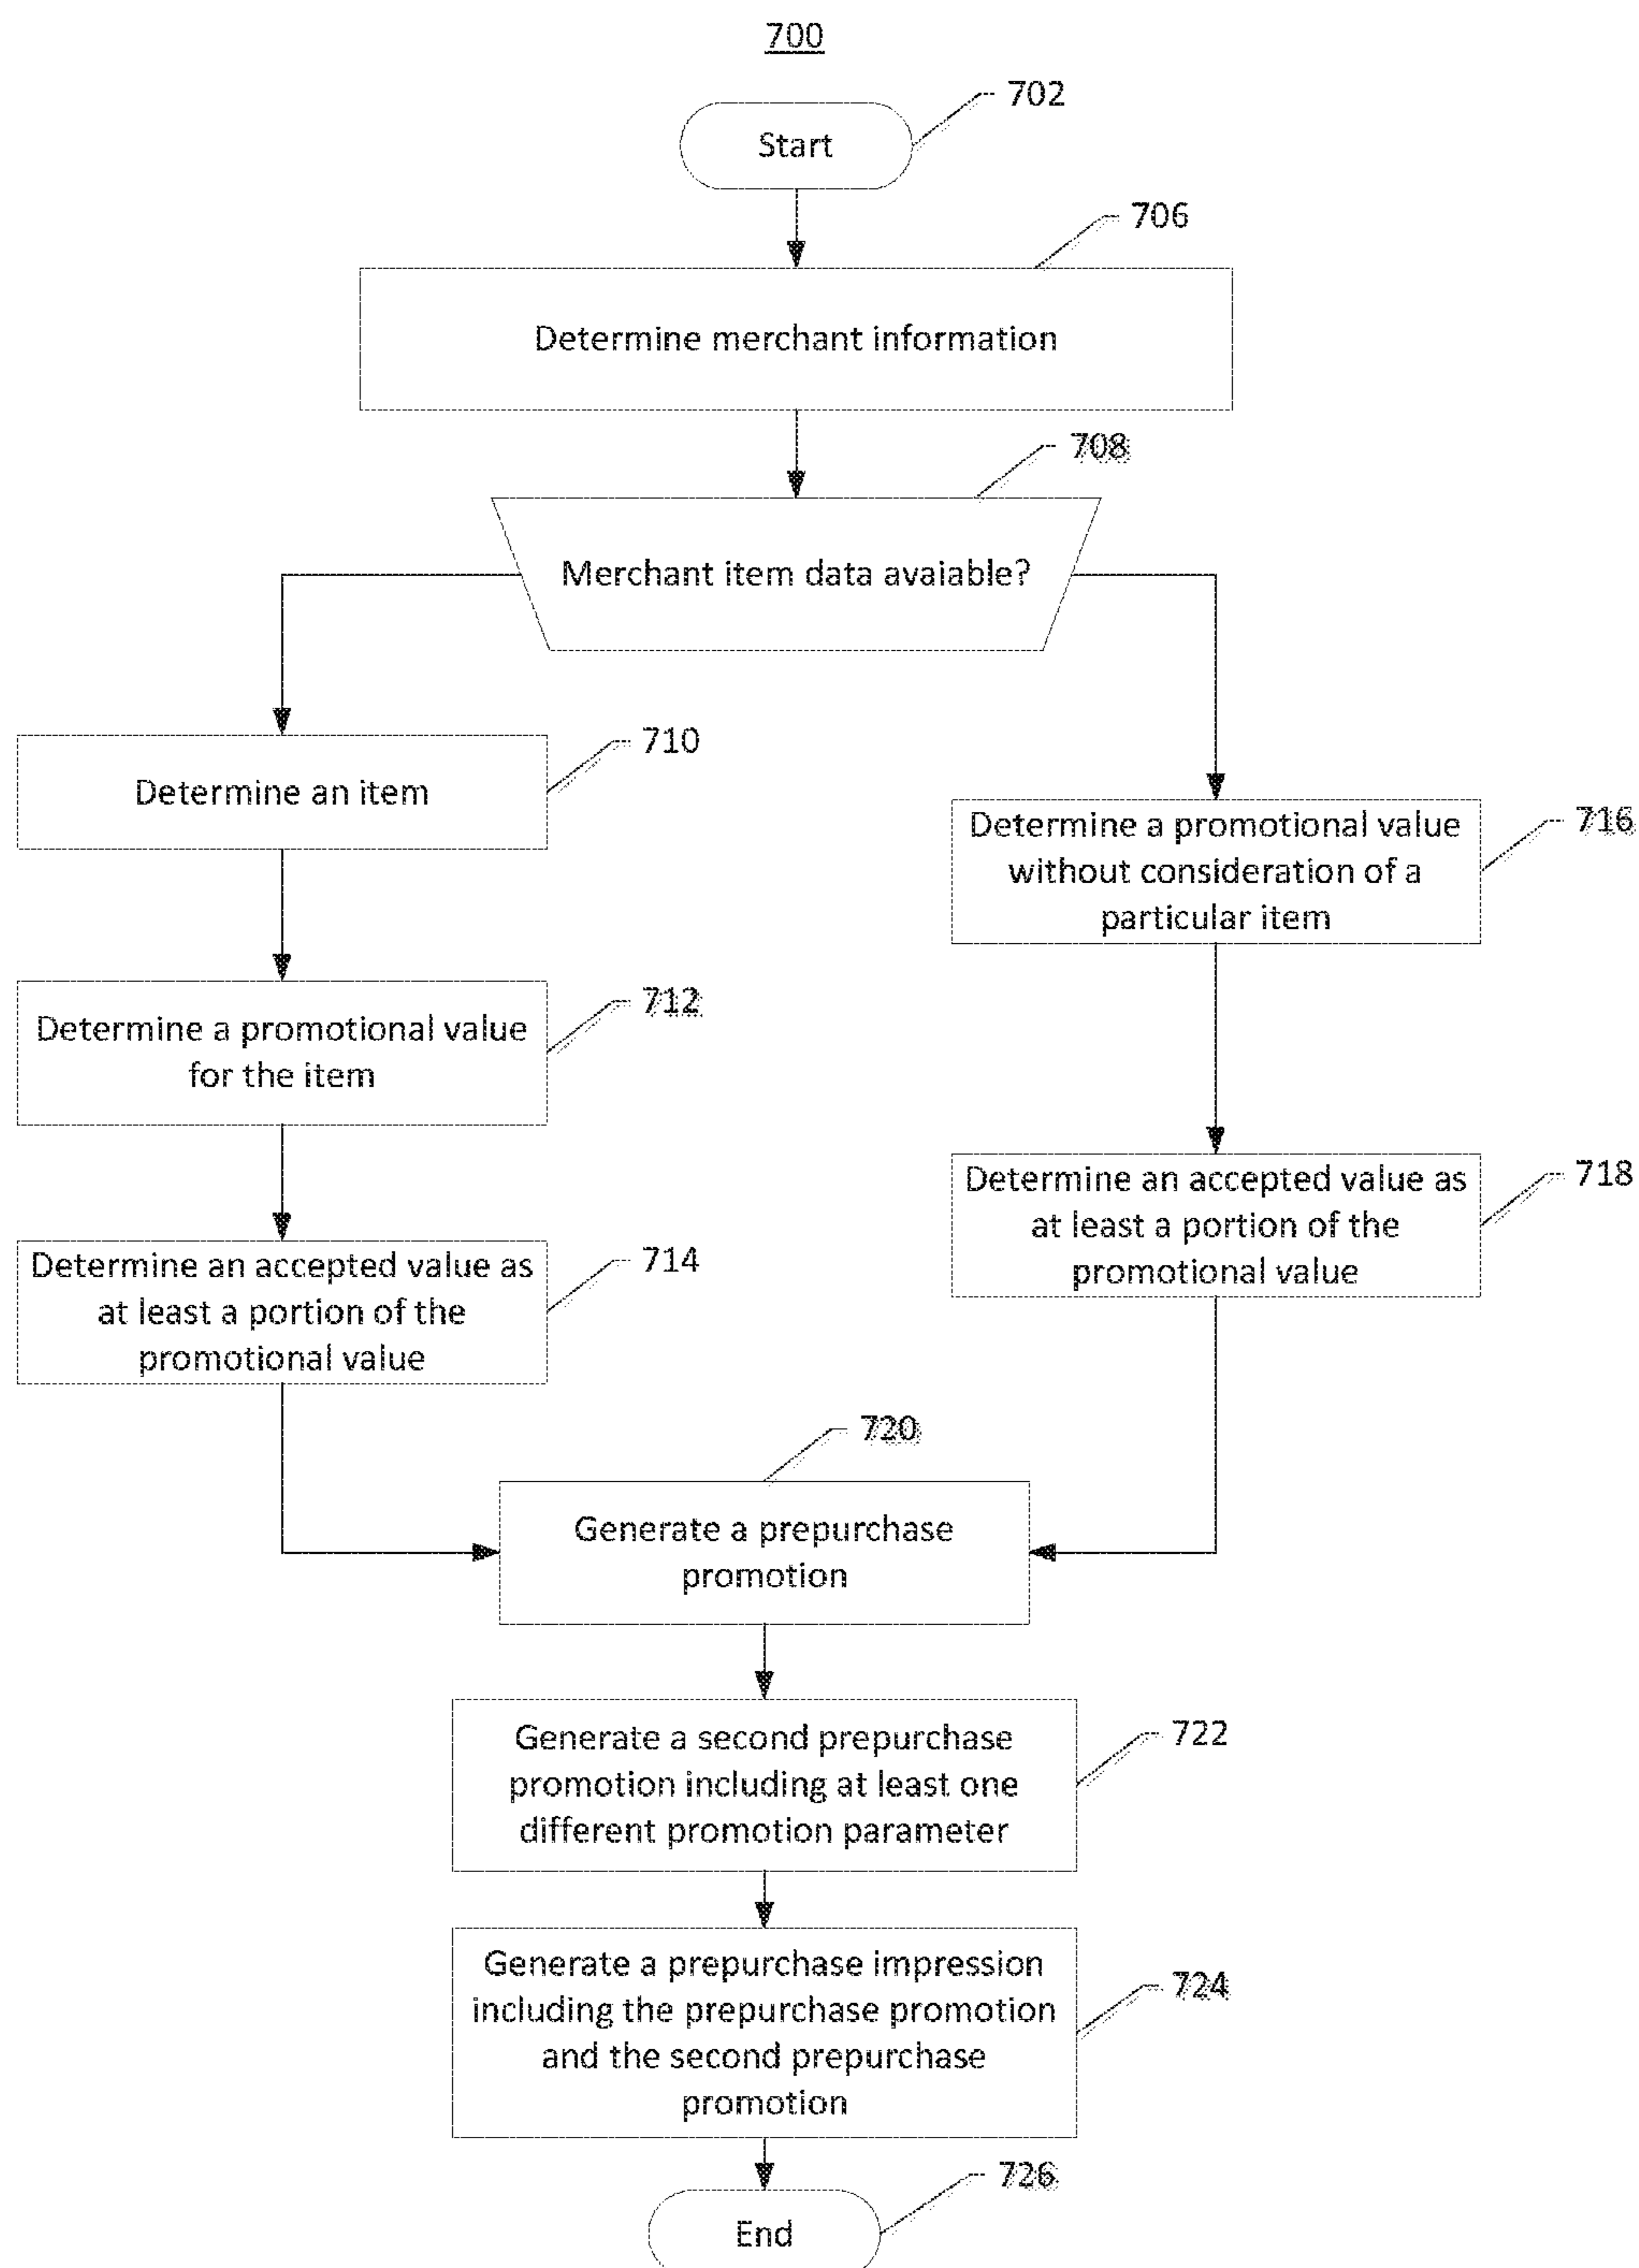 700
702
Start
706
Determine merchant information
708
Merchant item data avaiable?
710
Determine an item
716
Determine a promotional value
without consideration of a
particular item
712
Determine a promotional value
for the item
718
Determine an accepted value as
at least a portion of the
promotional value
714
Determine an accepted value as
at least a portion of the
promotional value
720
Generate a prepurchase
promotion
722
Generate a second prepurchase
promotion including at least one
different promotion parameter
724
Generate a prepurchase impression
including the prepurchase promotion
and the second prepurchase
promotion
726
End